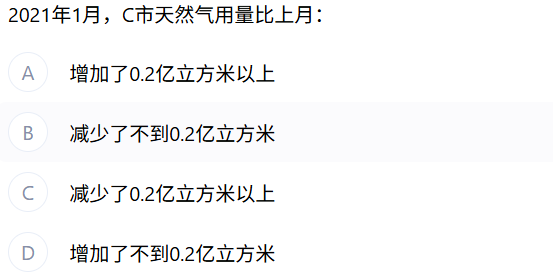 2021年1月，C市天然气用量比上月：
A 增加了0.2亿立方米以上
B 减少了不到0.2亿立方米
C 减少了0.2亿立方米以上
D 增加了不到0.2亿立方米